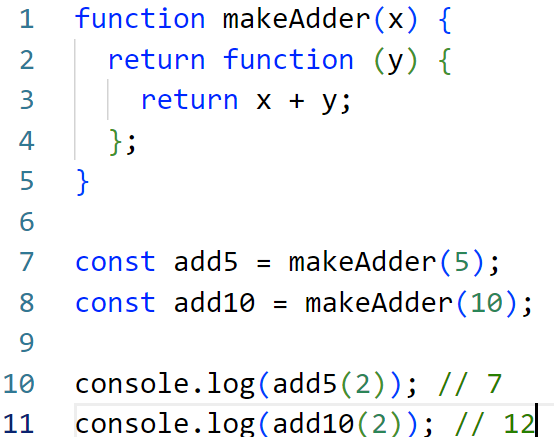 1 function makeAdder(x) {
2   return function (y) {
3     return x + y;
4   };
5 }
6
7 const add5 = makeAdder(5);
8 const add10 = makeAdder(10);
9
10 console.log(add5(2)); // 7
11 console.log(add10(2)); // 12